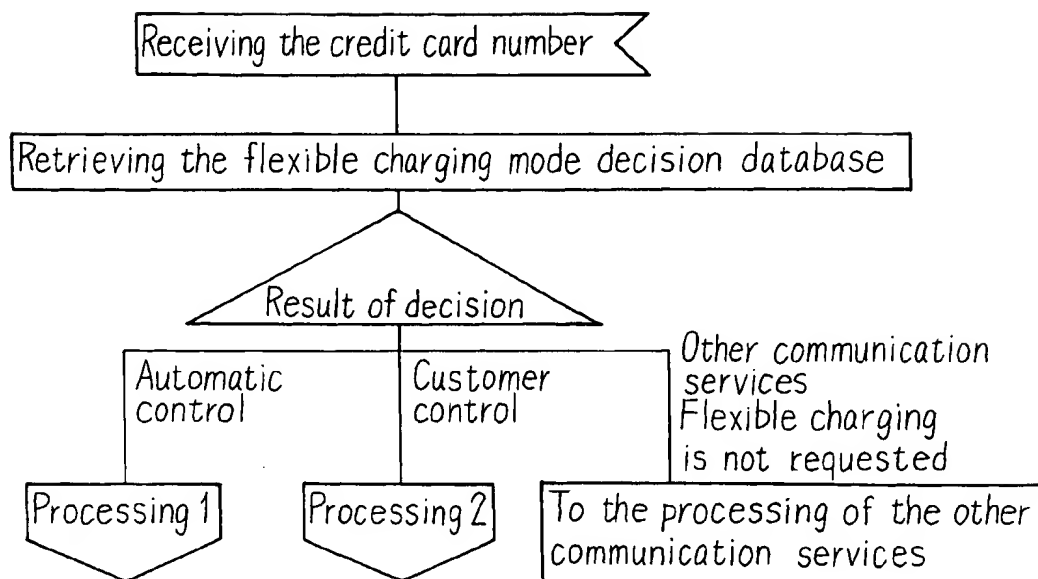 Receiving the credit card number
Retrieving the flexible charging mode decision database
Result of decision
Automatic
control
Customer
control
Other communication
services
Flexible charging
is not requested
Processing 1
Processing 2
To the processing of the other
communication services